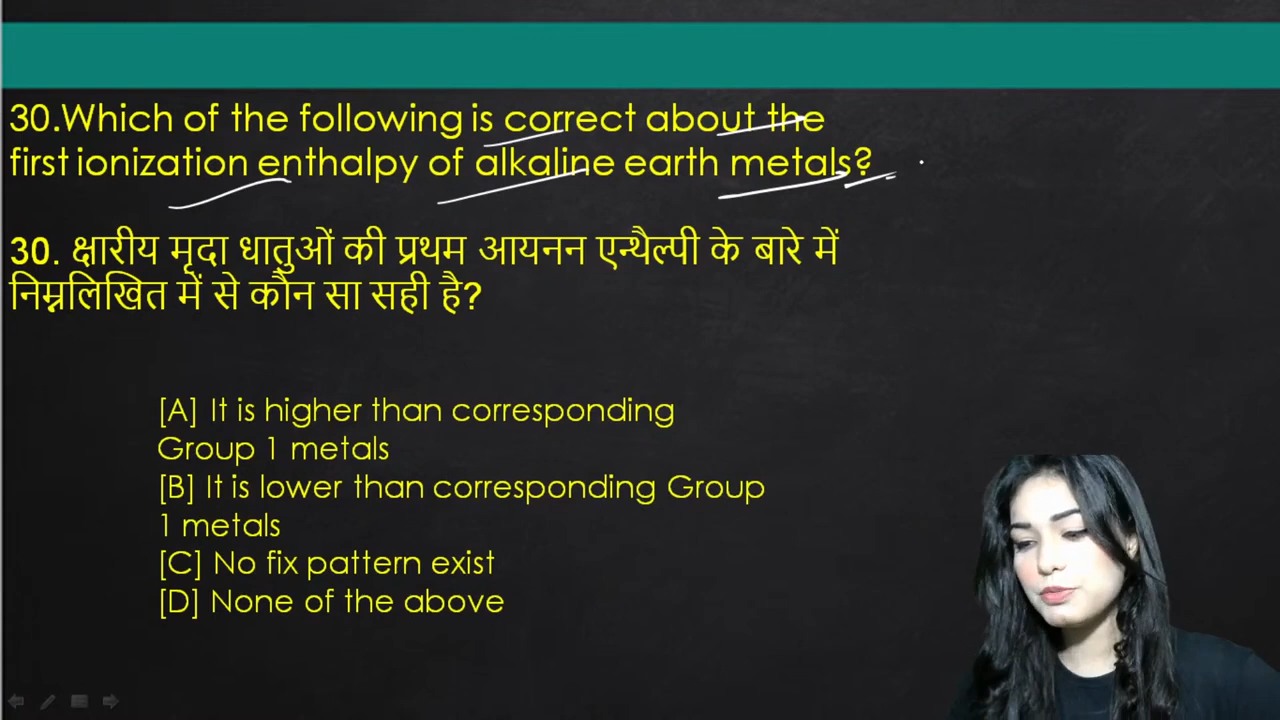 30.Which of the following is correct about the
first ionization enthalpy of alkaline earth metals?
30. क्षारीय मृदा धातुओं की प्रथम आयनन एन्थैल्पी के बारे में
निम्नलिखित में से कौन सा सही है?
[A] It is higher than corresponding
Group 1 metals
[B] It is lower than corresponding Group
1 metals
[C] No fix pattern exist
[D] None of the above